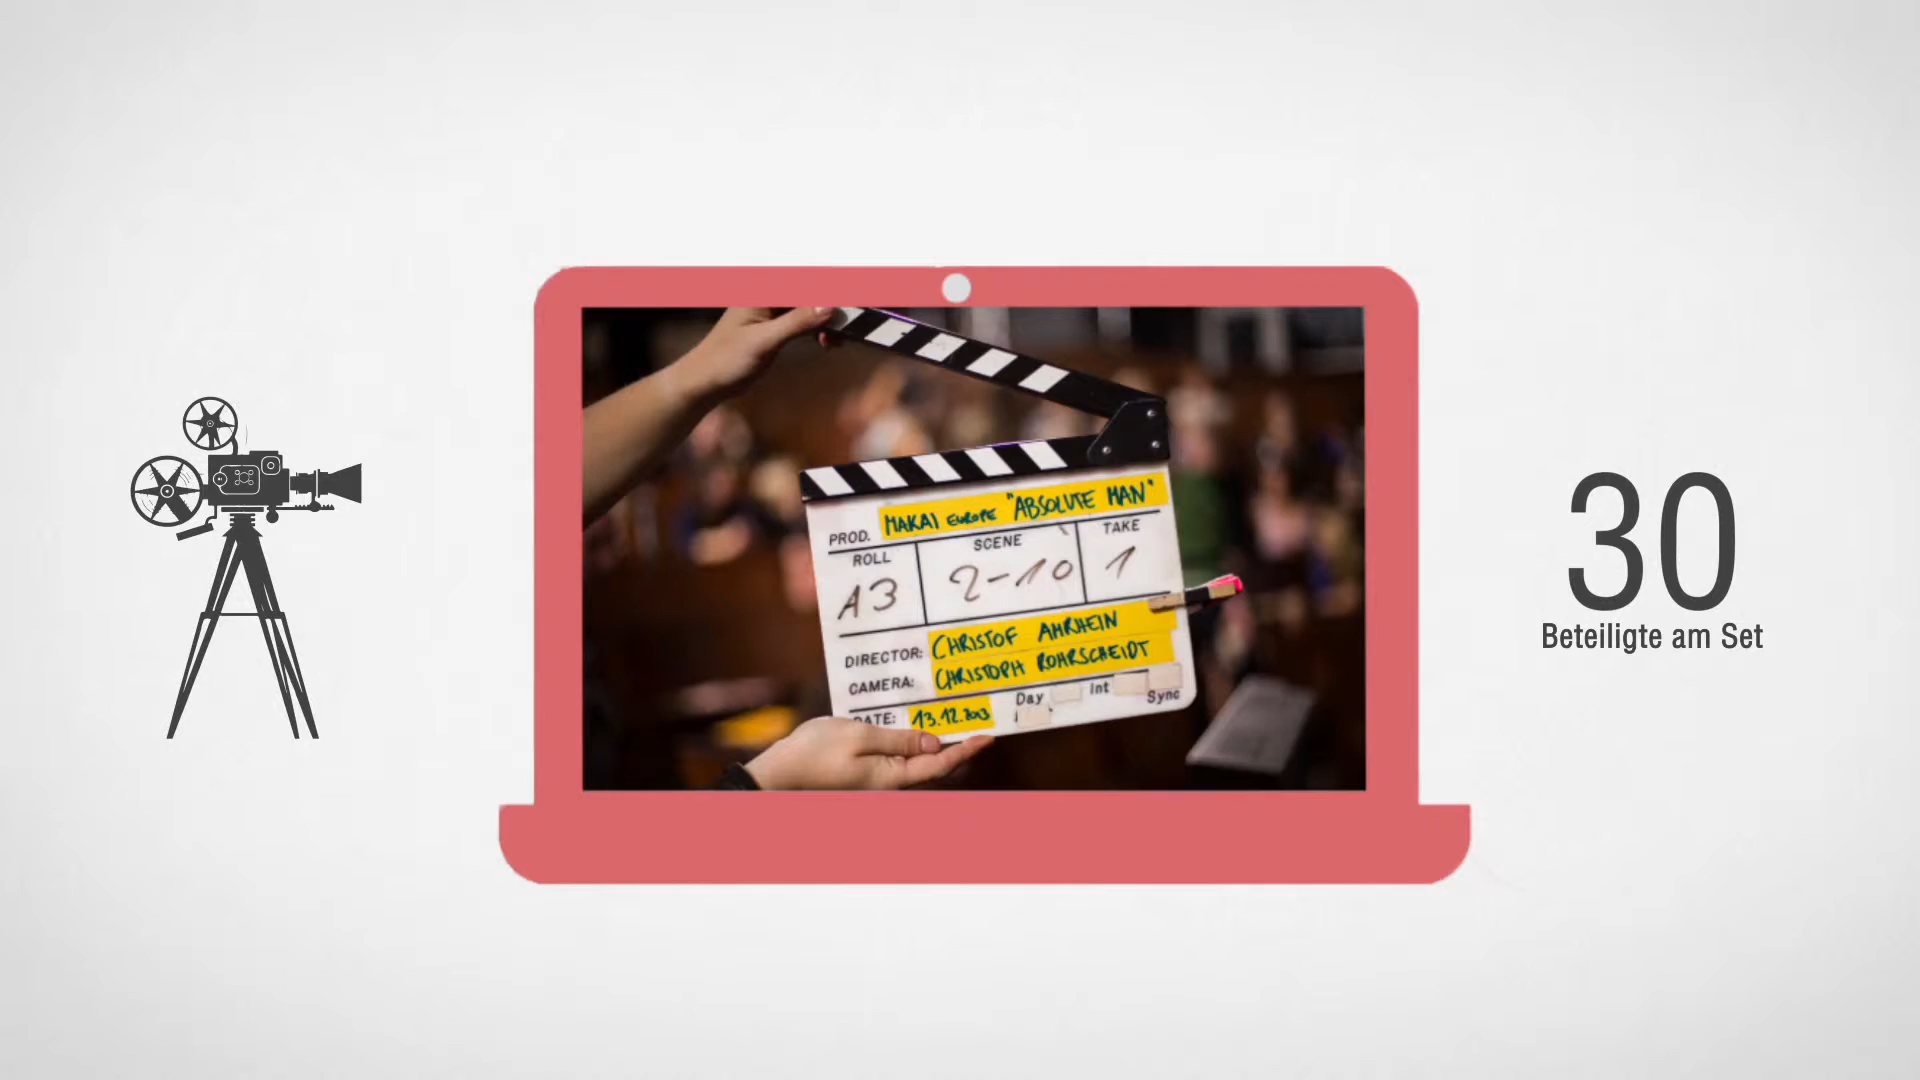 PROD. MAKAI EUROPE "ABSOLUTE MAN"
ROLL SCENE TAKE
A3 2-10 1
DIRECTOR: CHRISTOF AHRHEIN
CAMERA: CHRISTOPH ROHRSCHEIDT
DATE: 13.12.2013 Day Int Sync
30
Beteiligte am Set